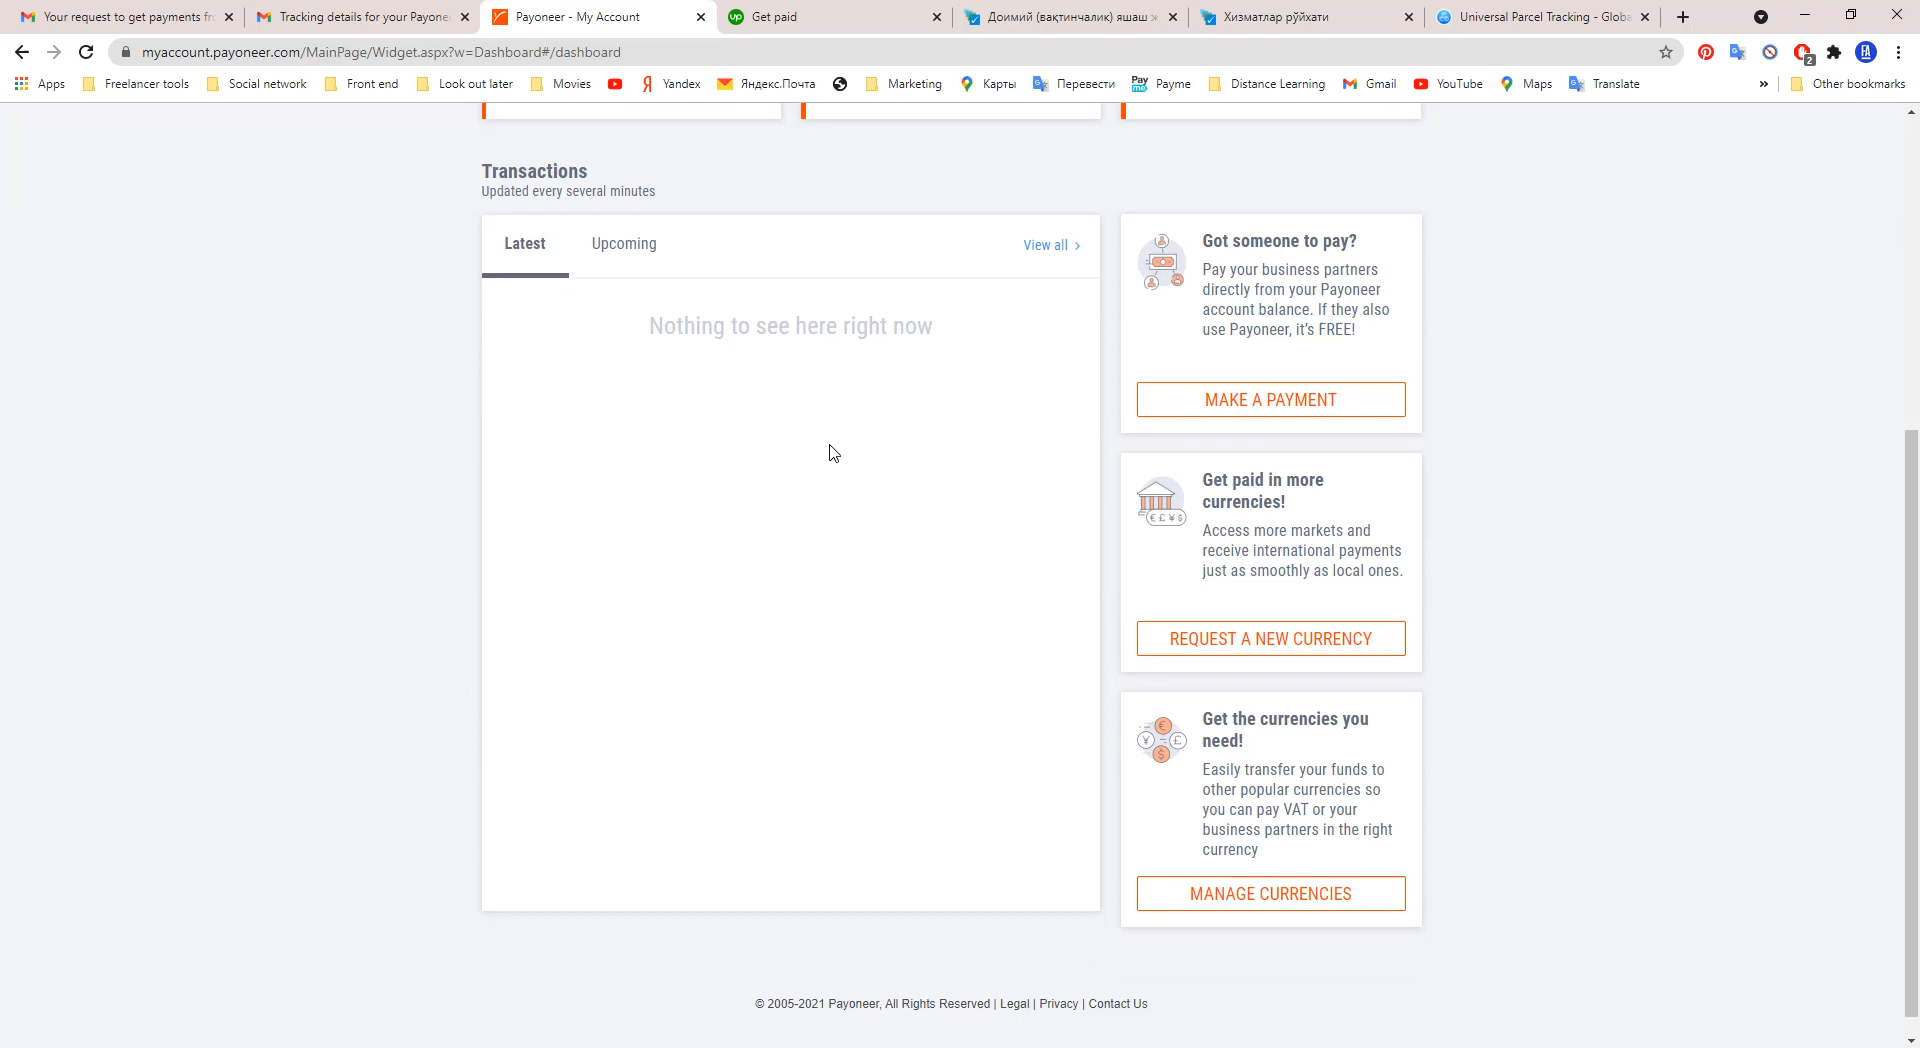 Your request to get payments fr
Tracking details for your Payone
Payoneer - My Account
Get paid
Доимий (вақтинчалик) яшаш ж
Хизматлар рўйхати
Universal Parcel Tracking - Globa
myaccount.payoneer.com/MainPage/Widget.aspx?w=Dashboard#/dashboard
2
FA
Apps
Freelancer tools
Social network
Front end
Look out later
Movies
Yandex
Яндекс.Почта
Marketing
Карты
Перевести
Pay me
Payme
Distance Learning
Gmail
YouTube
Maps
Translate
»
Other bookmarks
Transactions
Updated every several minutes
Latest
Upcoming
View all >
Nothing to see here right now
Got someone to pay?
Pay your business partners
directly from your Payoneer
account balance. If they also
use Payoneer, it's FREE!
MAKE A PAYMENT
Get paid in more
currencies!
€ £ ¥ $
Access more markets and
receive international payments
just as smoothly as local ones.
REQUEST A NEW CURRENCY
Get the currencies you
need!
Easily transfer your funds to
other popular currencies so
you can pay VAT or your
business partners in the right
currency
MANAGE CURRENCIES
© 2005-2021 Payoneer, All Rights Reserved | Legal | Privacy | Contact Us